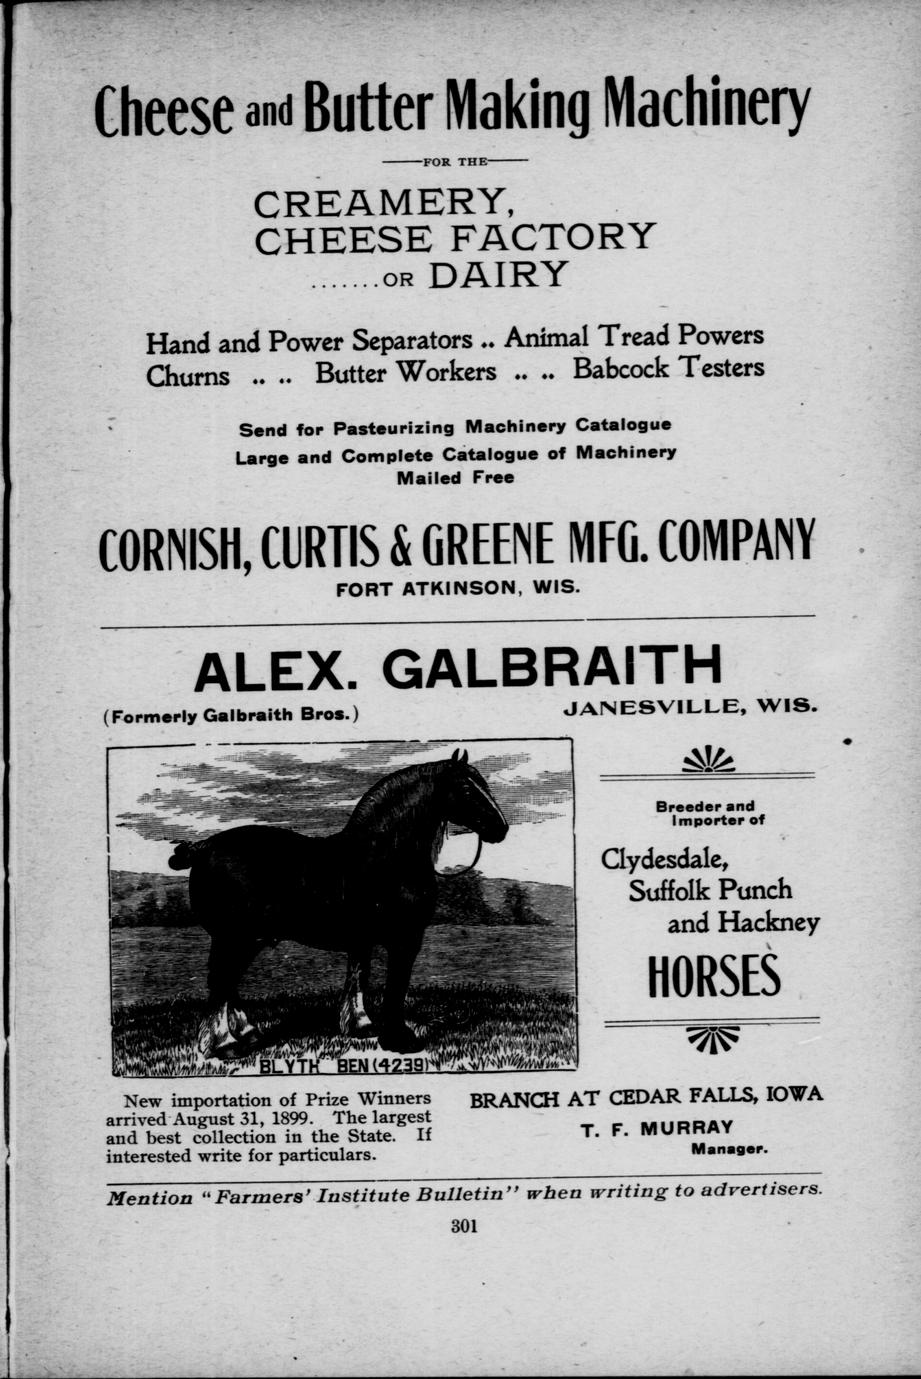 Cheese and Butter Making Machinery
FOR THE
CREAMERY,
CHEESE FACTORY
.......OR DAIRY
Hand and Power Separators .. Animal Tread Powers
Churns .. .. Butter Workers .. .. Babcock Testers
Send for Pasteurizing Machinery Catalogue
Large and Complete Catalogue of Machinery
Mailed Free
CORNISH, CURTIS & GREENE MFG. COMPANY
FORT ATKINSON, WIS.
ALEX. GALBRAITH
(Formerly Galbraith Bros.) JANESVILLE, WIS.
Breeder and
Importer of
Clydesdale,
Suffolk Punch
and Hackney
HORSES
BLYTH BEN (4239)
New importation of Prize Winners
arrived August 31, 1899. The largest
and best collection in the State. If
interested write for particulars.
BRANCH AT CEDAR FALLS, IOWA
T. F. MURRAY
Manager.
Mention "Farmers' Institute Bulletin" when writing to advertisers.
301